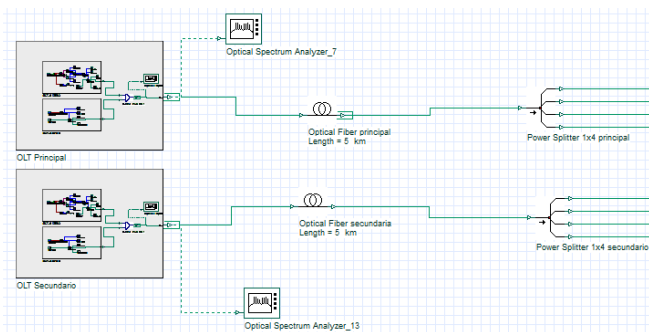 Optical Spectrum Analyzer_7
Optical Fiber principal
Length = 5 km
Power Splitter 1x4 principal
OLT Principal
Optical Fiber secundaria
Length = 5 km
Power Splitter 1x4 secundario
OLT Secundario
Optical Spectrum Analyzer_13